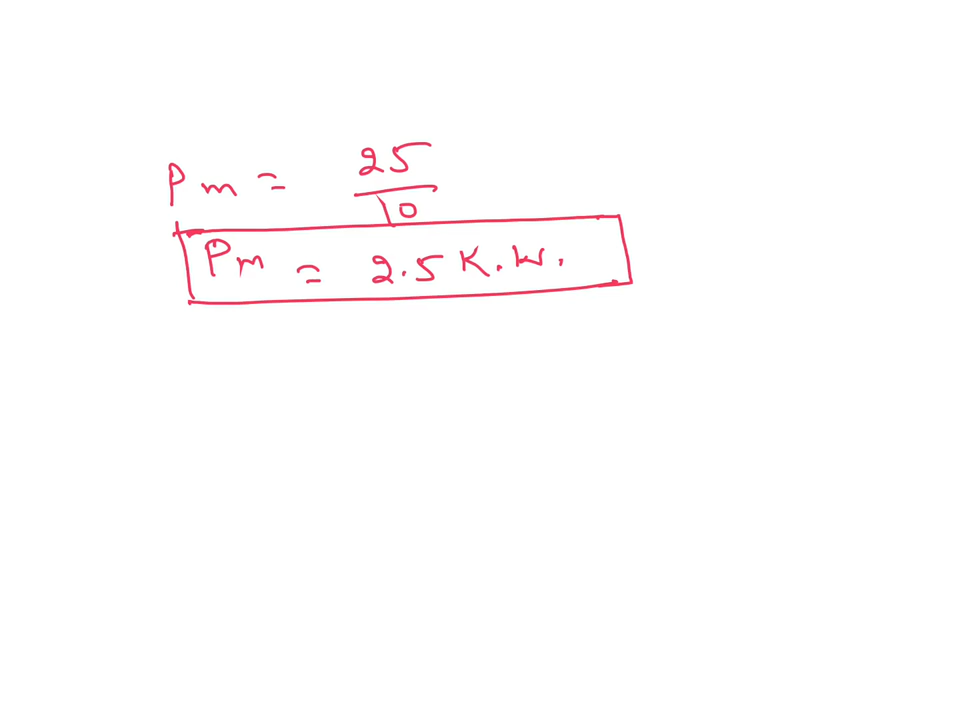 Pm = 25/10
Pm = 2.5 K.W.